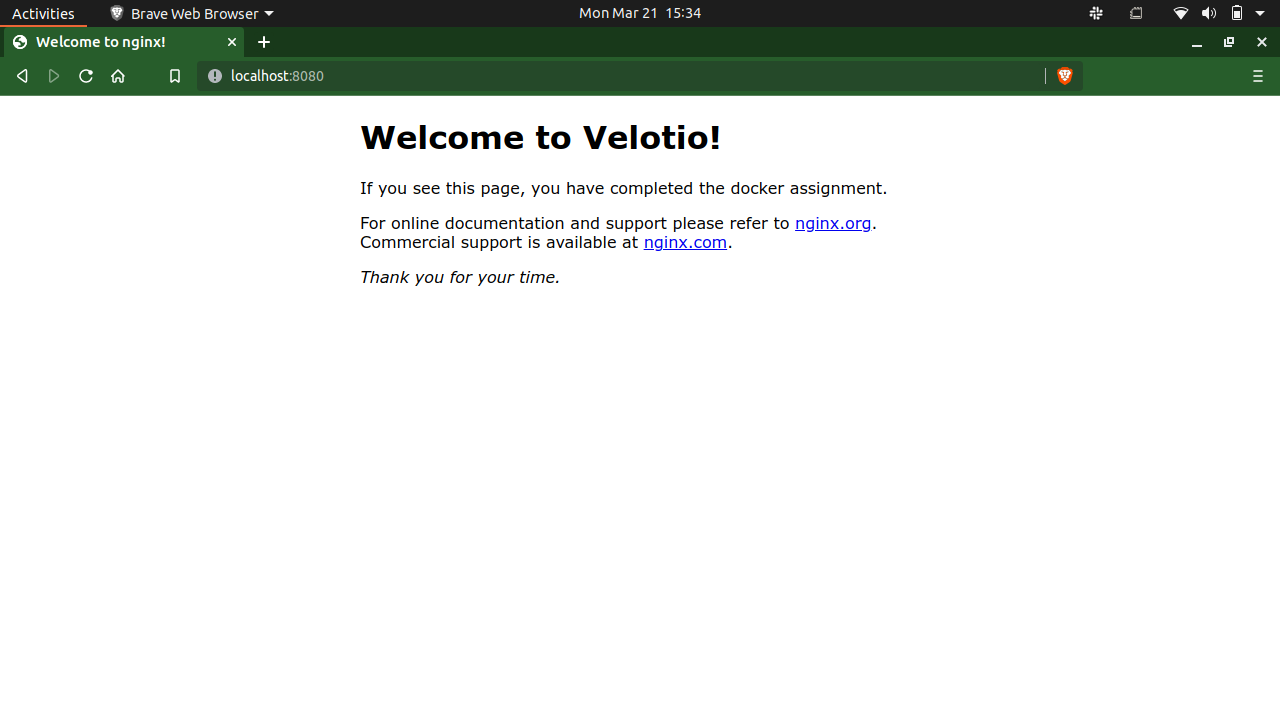 Activities
Brave Web Browser
Mon Mar 21 15:34
Welcome to nginx!
localhost:8080
Welcome to Velotio!
If you see this page, you have completed the docker assignment.
For online documentation and support please refer to nginx.org.
Commercial support is available at nginx.com.
Thank you for your time.